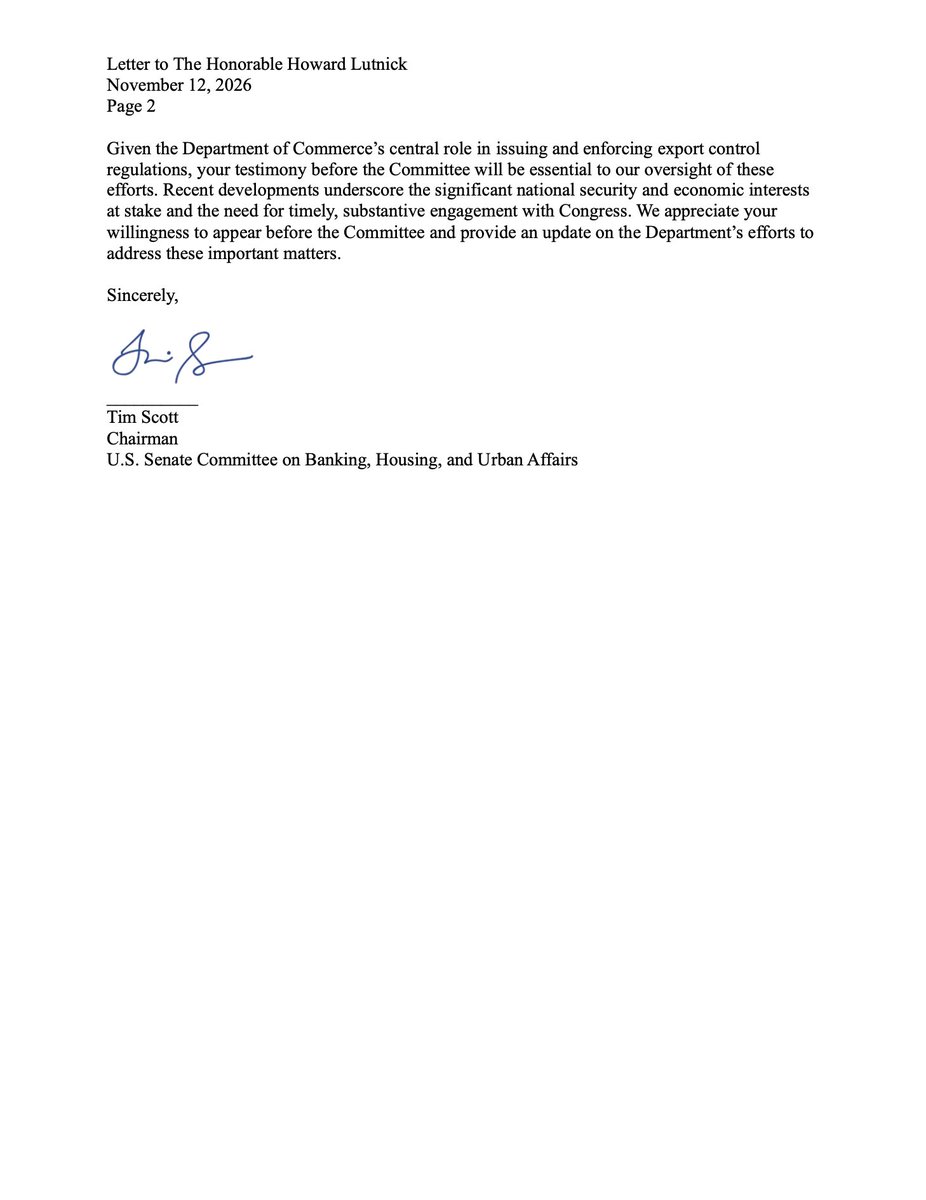 Letter to The Honorable Howard Lutnick
November 12, 2026
Page 2
Given the Department of Commerce’s central role in issuing and enforcing export control
regulations, your testimony before the Committee will be essential to our oversight of these
efforts. Recent developments underscore the significant national security and economic interests
at stake and the need for timely, substantive engagement with Congress. We appreciate your
willingness to appear before the Committee and provide an update on the Department’s efforts to
address these important matters.
Sincerely,
Tim Scott
Chairman
U.S. Senate Committee on Banking, Housing, and Urban Affairs